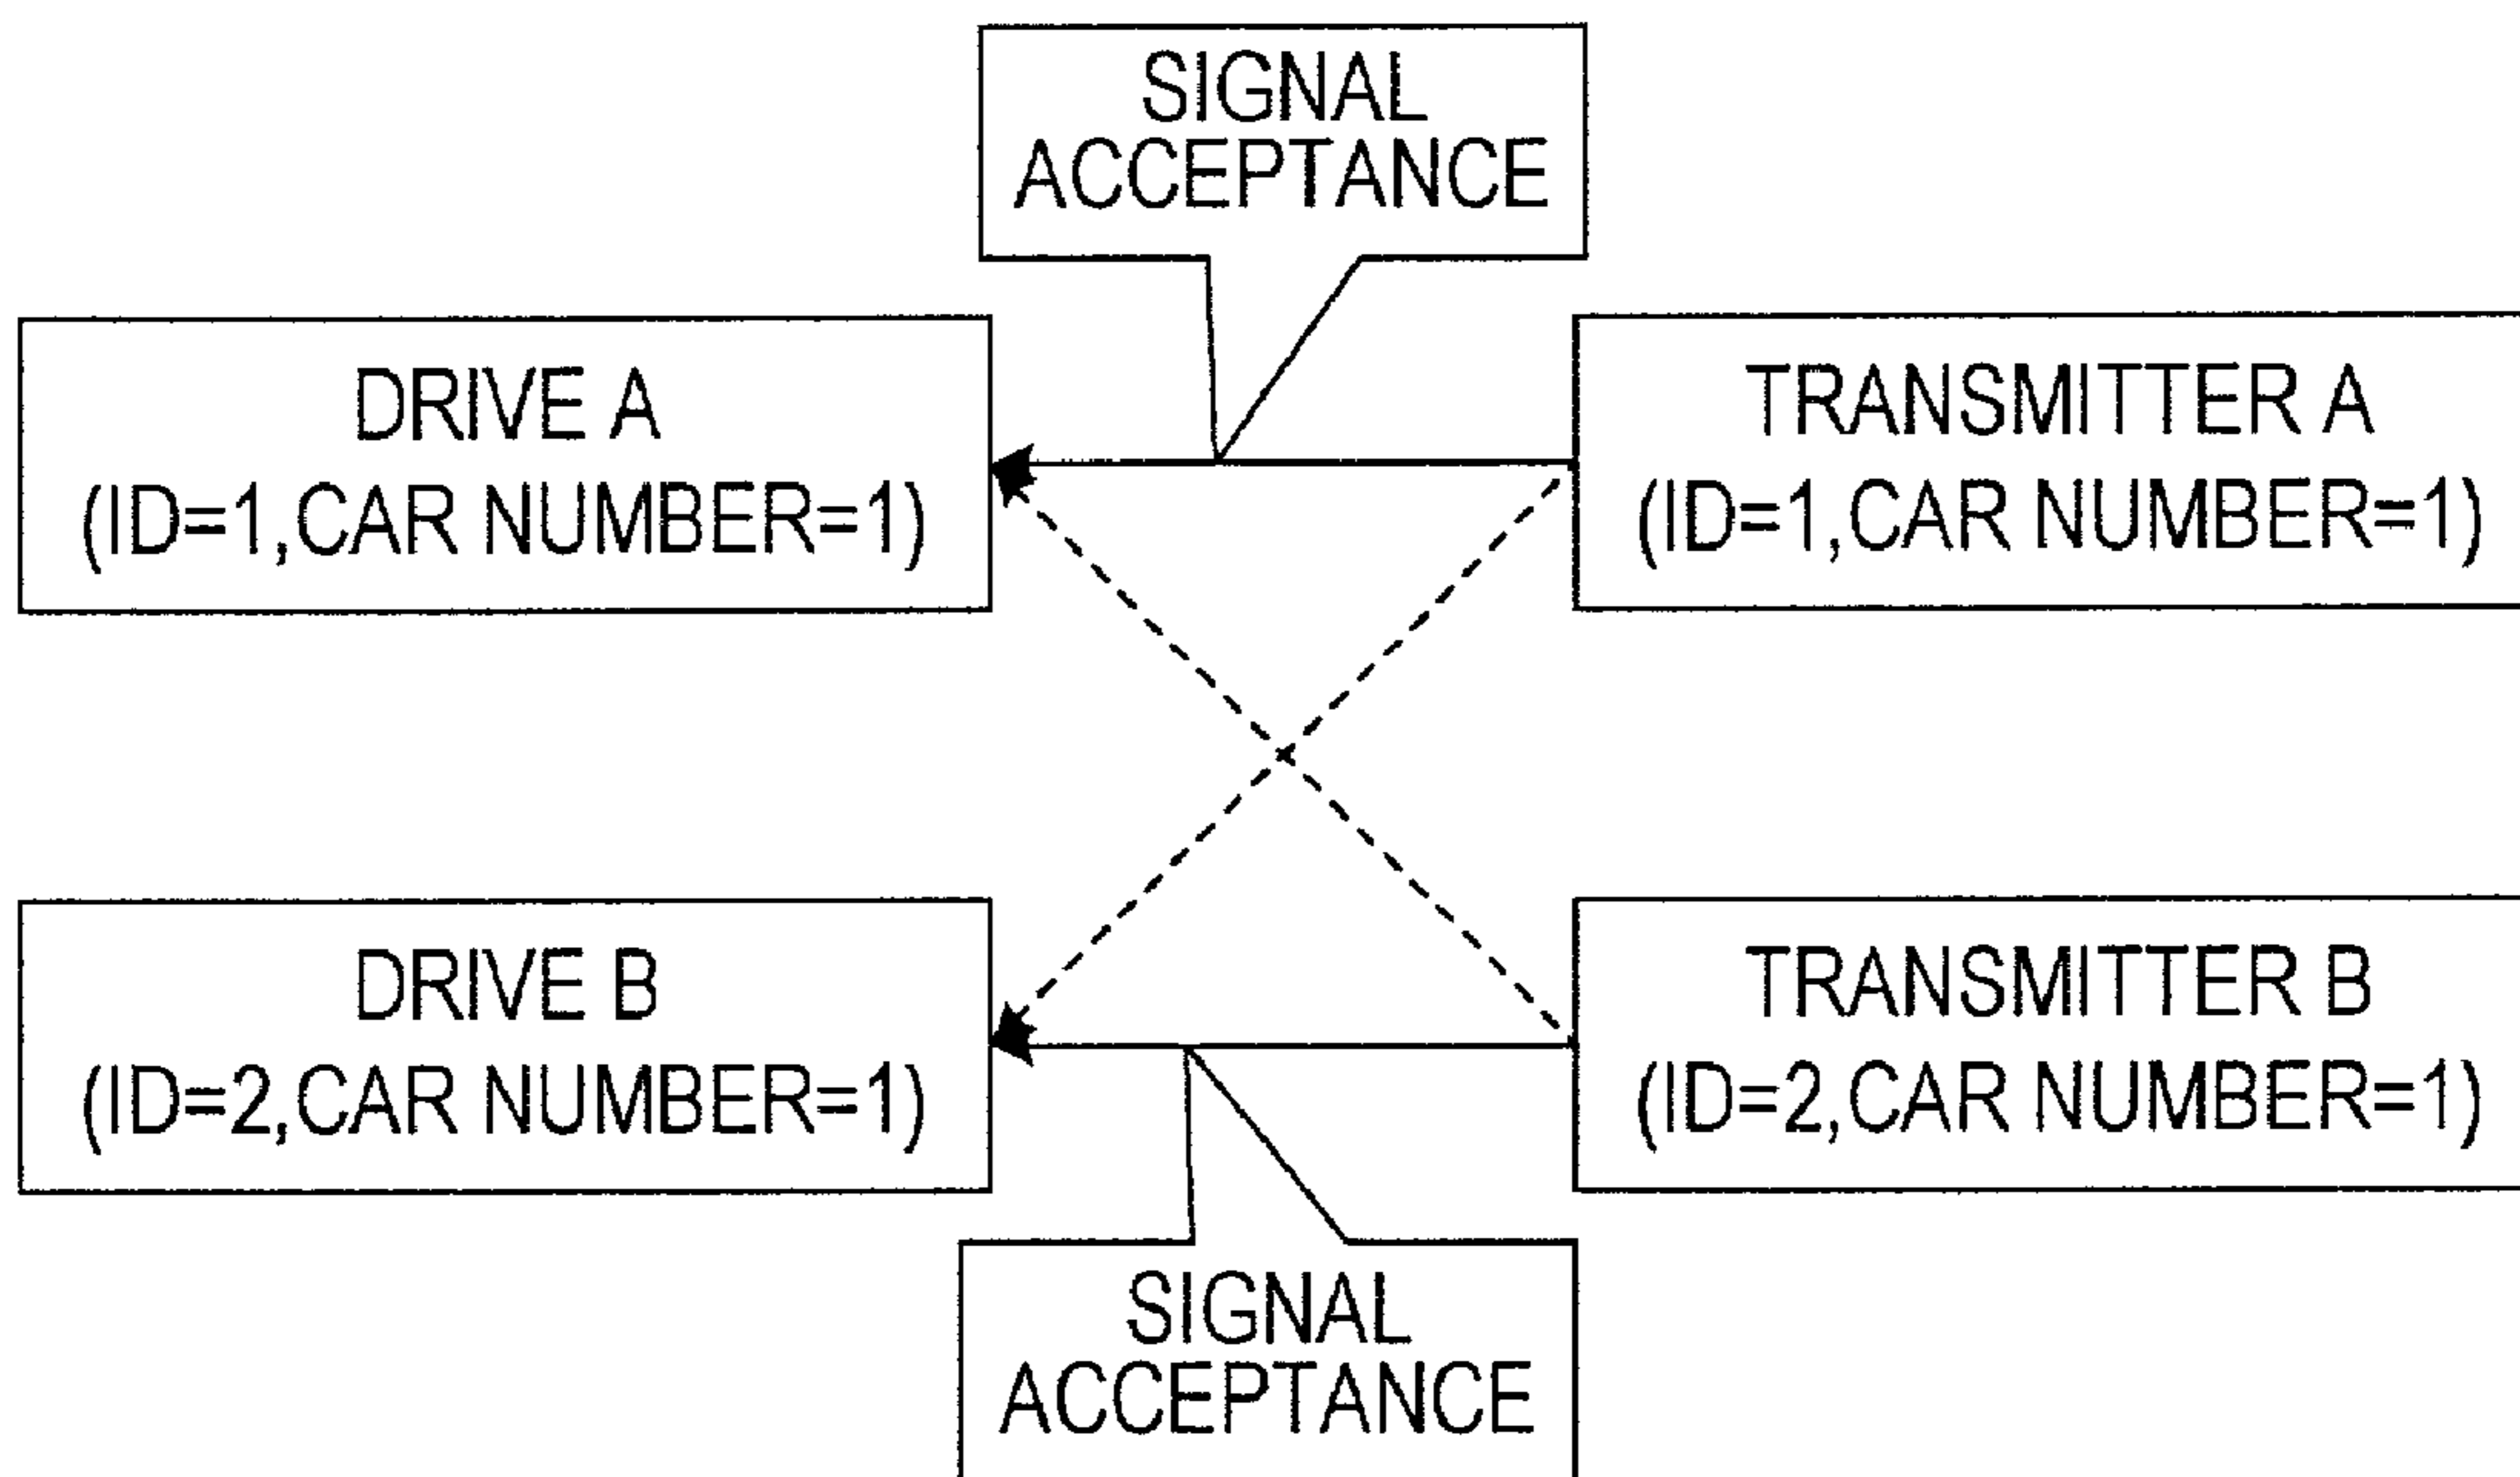 SIGNAL
ACCEPTANCE
DRIVE A
(ID=1,CAR NUMBER=1)
TRANSMITTER A
(ID=1,CAR NUMBER=1)
DRIVE B
(ID=2,CAR NUMBER=1)
TRANSMITTER B
(ID=2,CAR NUMBER=1)
SIGNAL
ACCEPTANCE